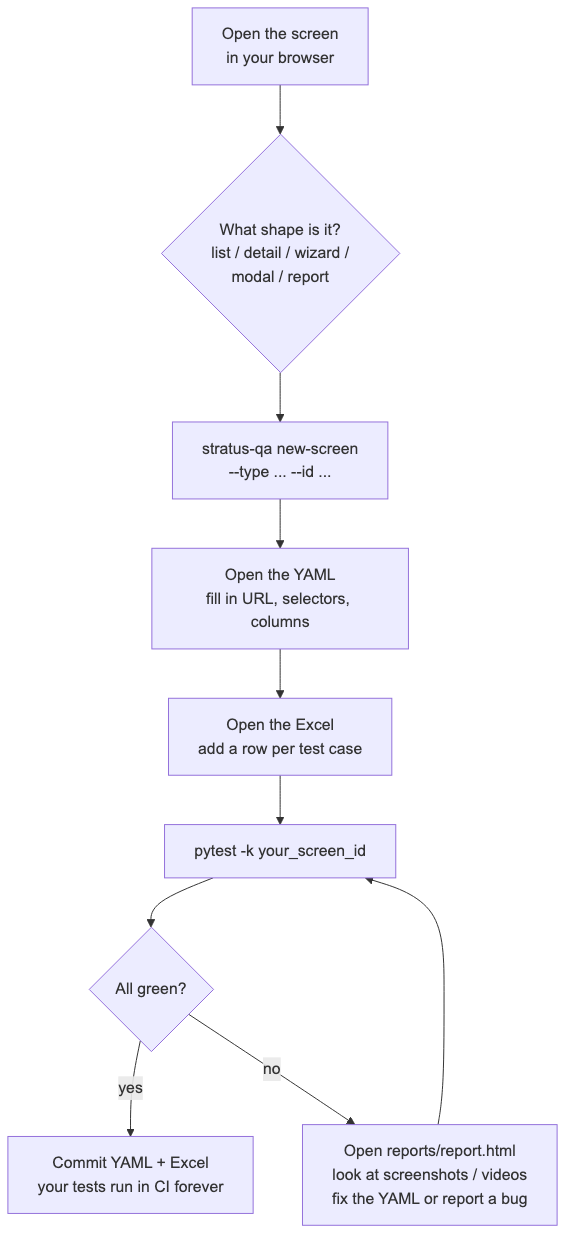 Open the screen
in your browser
What shape is it?
list / detail / wizard /
modal / report
stratus-qa new-screen
--type ... --id ...
Open the YAML
fill in URL, selectors,
columns
Open the Excel
add a row per test case
pytest -k your_screen_id
All green?
no
yes
Commit YAML + Excel
your tests run in CI forever
Open reports/report.html
look at screenshots / videos
fix the YAML or report a bug